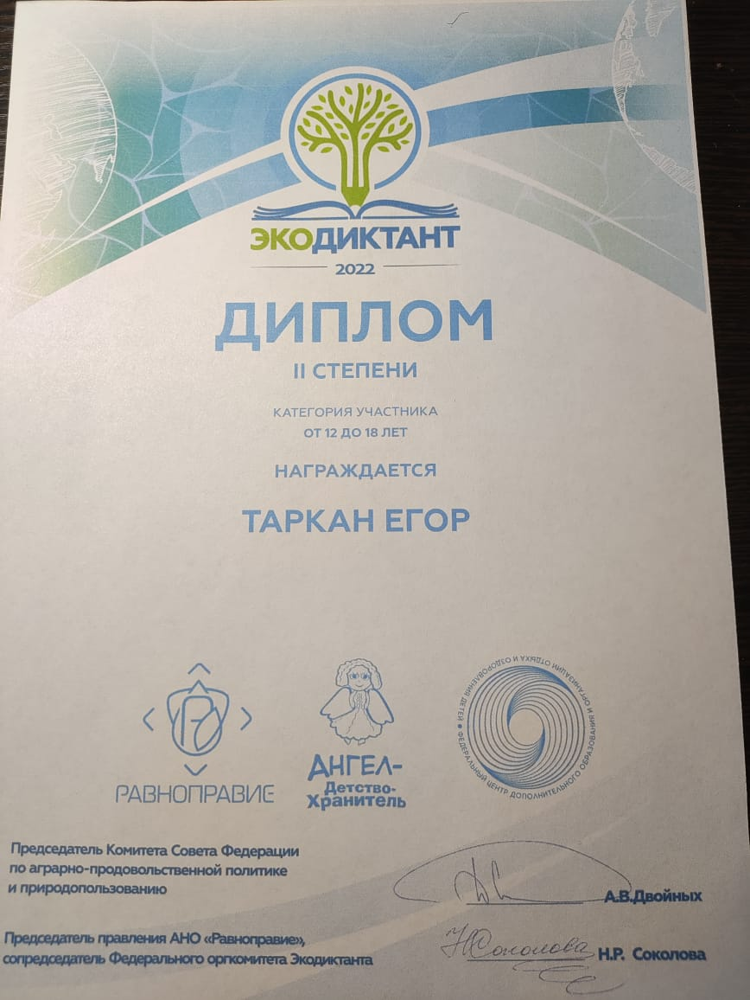 ЭКОДИКТАНТ
2022
ДИПЛОМ
II СТЕПЕНИ
КАТЕГОРИЯ УЧАСТНИКА
ОТ 12 ДО 18 ЛЕТ
НАГРАЖДАЕТСЯ
ТАРКАН ЕГОР
РАВНОПРАВИЕ
АНГЕЛ-
Детство-
Хранитель
ФЕДЕРАЛЬНЫЙ ЦЕНТР ДОПОЛНИТЕЛЬНОГО ОБРАЗОВАНИЯ И ОРГАНИЗАЦИИ ОТДЫХА И ОЗДОРОВЛЕНИЯ ДЕТЕЙ
Председатель Комитета Совета Федерации
по аграрно-продовольственной политике
и природопользованию
А.В.Двойных
Председатель правления АНО «Равноправие»,
сопредседатель Федерального оргкомитета Экодиктанта
НСоколова
Н.Р. Соколова